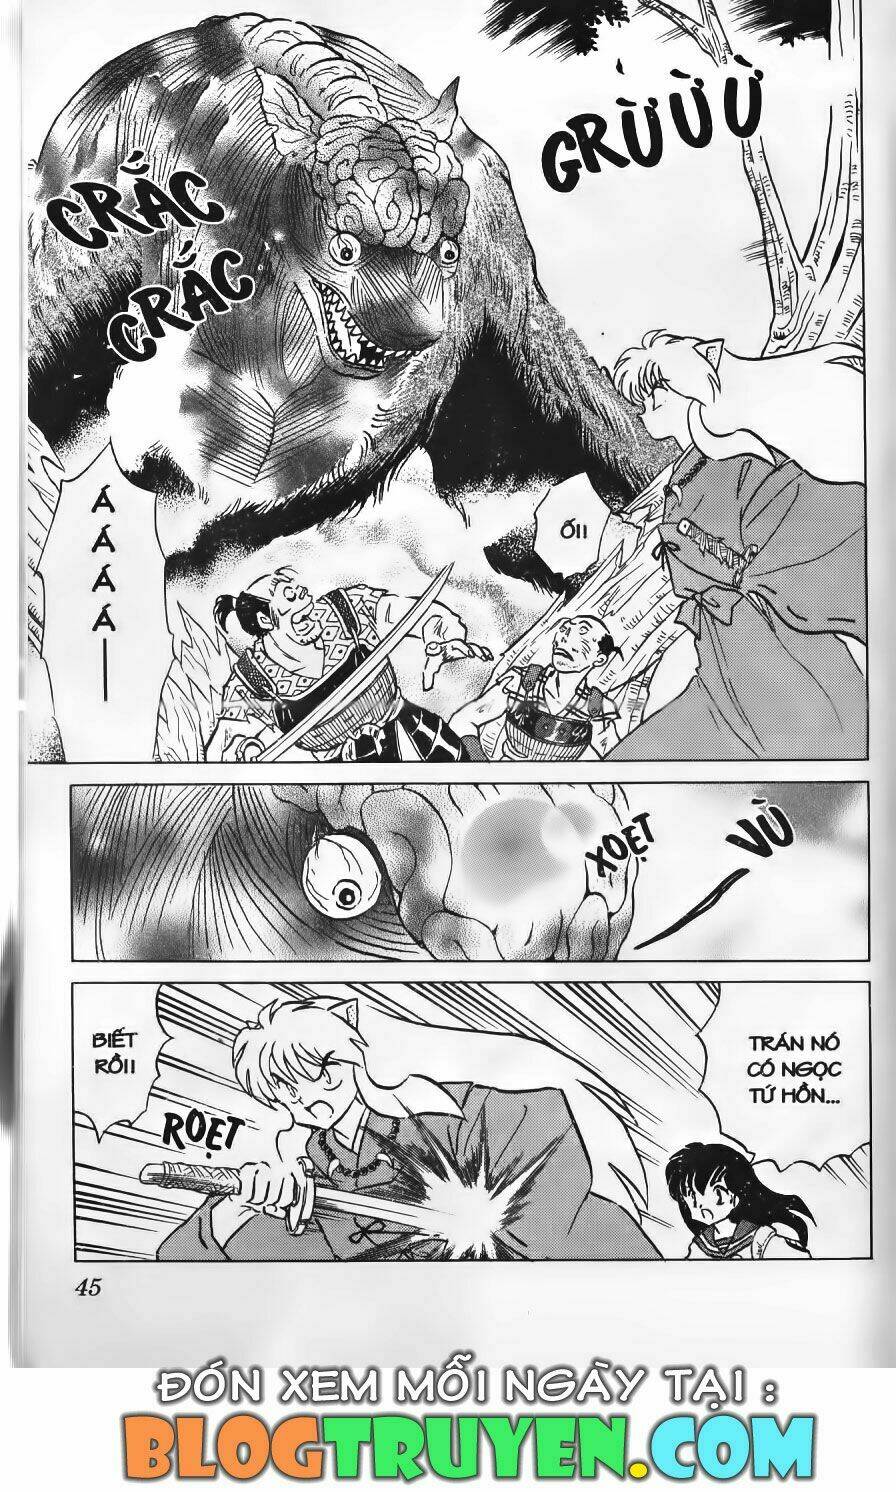 GRỪỪỪ
CRẮC
CRẮC
ỐI!
Á
Á
Á
Á
VÙ
XOẸT
TRÁN NÓ
CÓ NGỌC
TỨ HỒN...
BIẾT
RỒI!
ROẸT
45
ĐÓN XEM MỖI NGÀY TẠI :
BLOGTRUYEN.COM